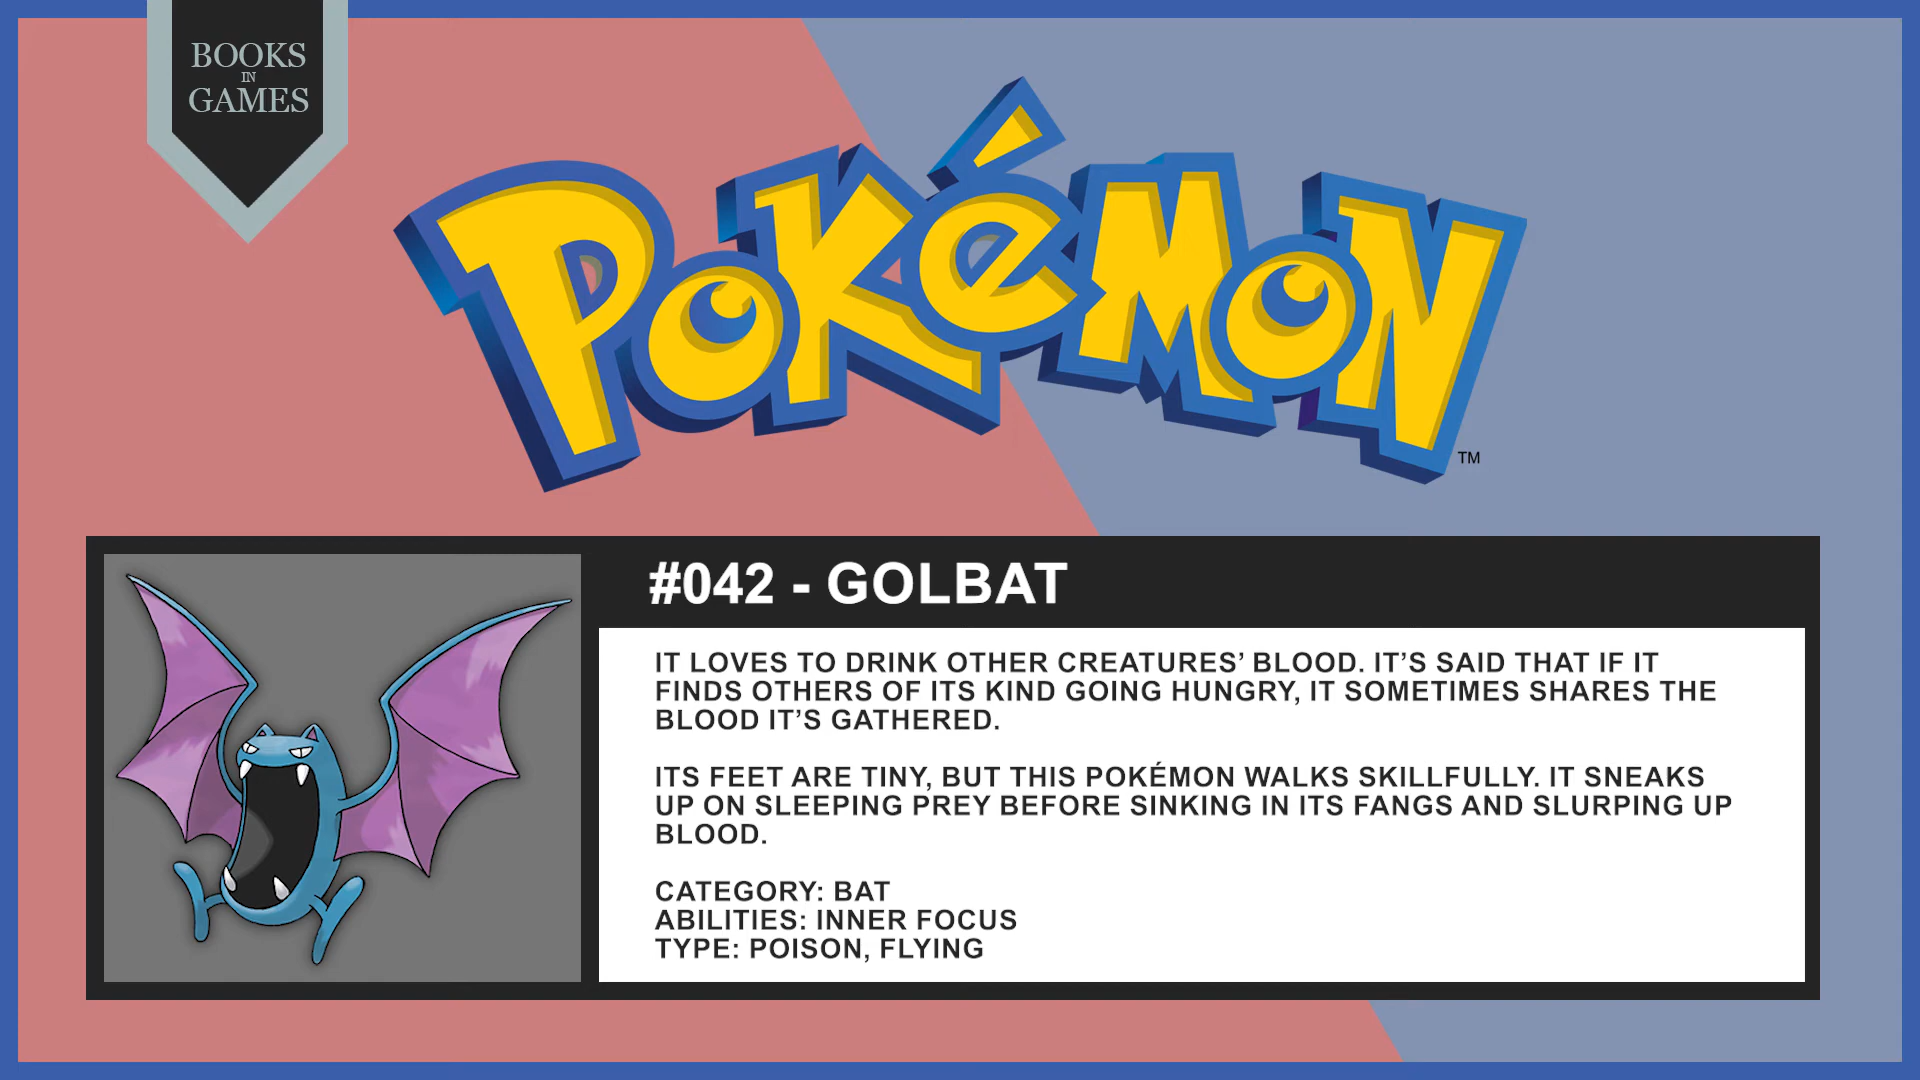 BOOKS
IN
GAMES
POKéMON
TM
#042 - GOLBAT
IT LOVES TO DRINK OTHER CREATURES’ BLOOD. IT’S SAID THAT IF IT
FINDS OTHERS OF ITS KIND GOING HUNGRY, IT SOMETIMES SHARES THE
BLOOD IT’S GATHERED.
ITS FEET ARE TINY, BUT THIS POKÉMON WALKS SKILLFULLY. IT SNEAKS
UP ON SLEEPING PREY BEFORE SINKING IN ITS FANGS AND SLURPING UP
BLOOD.
CATEGORY: BAT
ABILITIES: INNER FOCUS
TYPE: POISON, FLYING